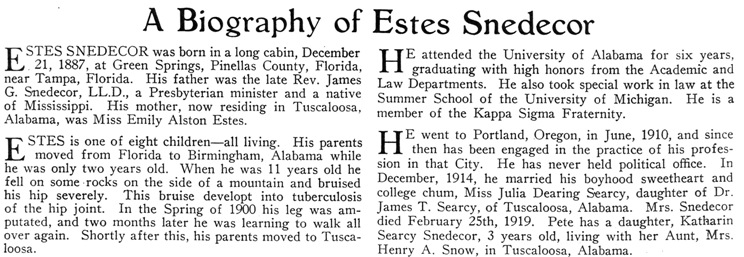 A Biography of Estes Snedecor
ESTES SNEDECOR was born in a long cabin, December
21, 1887, at Green Springs, Pinellas County, Florida,
near Tampa, Florida. His father was the late Rev. James
G. Snedecor, LL.D., a Presbyterian minister and a native
of Mississippi. His mother, now residing in Tuscaloosa,
Alabama, was Miss Emily Alston Estes.
ESTES is one of eight children—all living. His parents
moved from Florida to Birmingham, Alabama while
he was only two years old. When he was 11 years old he
fell on some rocks on the side of a mountain and bruised
his hip severely. This bruise developt into tuberculosis
of the hip joint. In the Spring of 1900 his leg was am-
putated, and two months later he was learning to walk all
over again. Shortly after this, his parents moved to Tusca-
loosa.
HE attended the University of Alabama for six years,
graduating with high honors from the Academic and
Law Departments. He also took special work in law at the
Summer School of the University of Michigan. He is a
member of the Kappa Sigma Fraternity.
HE went to Portland, Oregon, in June, 1910, and since
then has been engaged in the practice of his profes-
sion in that City. He has never held political office. In
December, 1914, he married his boyhood sweetheart and
college chum, Miss Julia Dearing Searcy, daughter of Dr.
James T. Searcy, of Tuscaloosa, Alabama. Mrs. Snedecor
died February 25th, 1919. Pete has a daughter, Katharin
Searcy Snedecor, 3 years old, living with her Aunt, Mrs.
Henry A. Snow, in Tuscaloosa, Alabama.